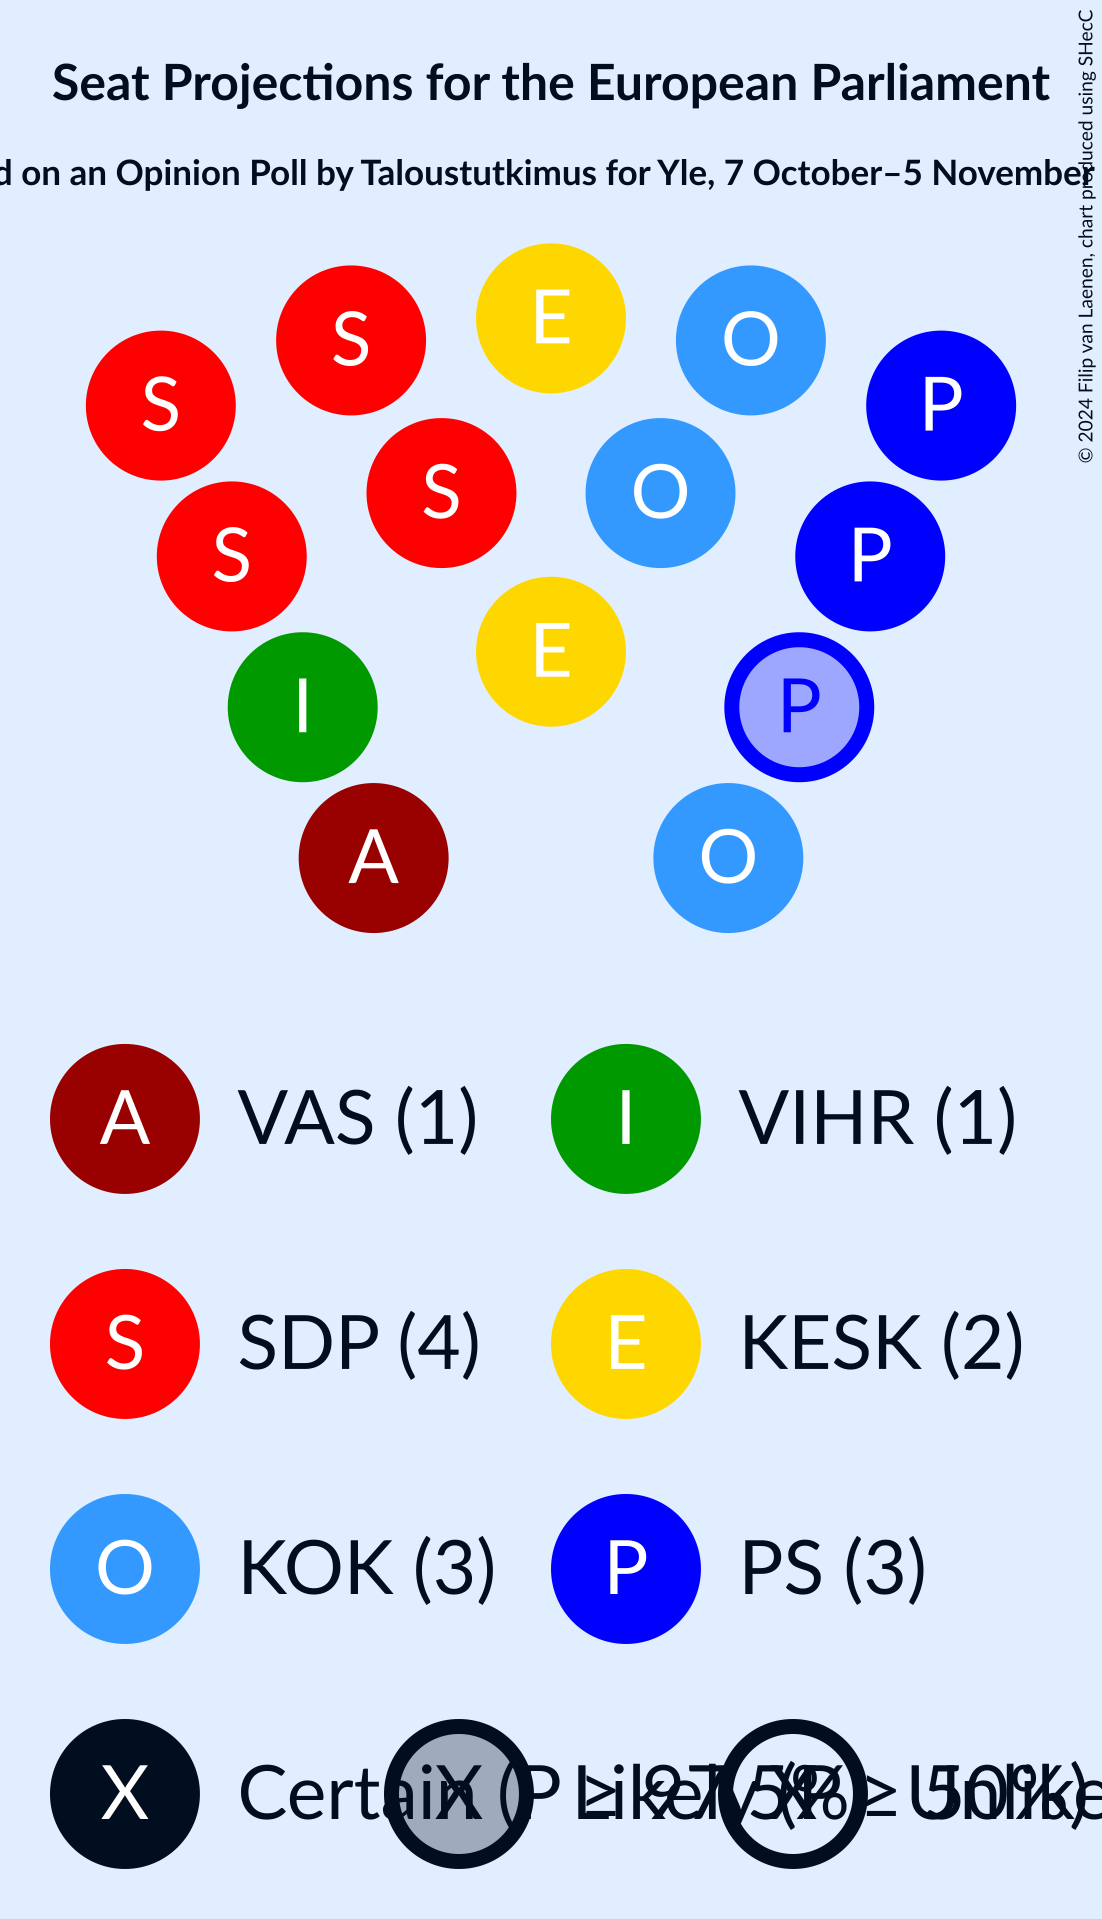 Seat Projections for the European Parliament
on an Opinion Poll by Taloustutkimus for Yle, 7 October–5 November
© 2024 Filip van Laenen, chart produced using SHecC
E
S O
S P
S O
S P
E
I P
A O
A VAS (1) I VIHR (1)
S SDP (4) E KESK (2)
O KOK (3) P PS (3)
X Certain (P ≥ 97.5%) X Likely (P ≥ 50%) X